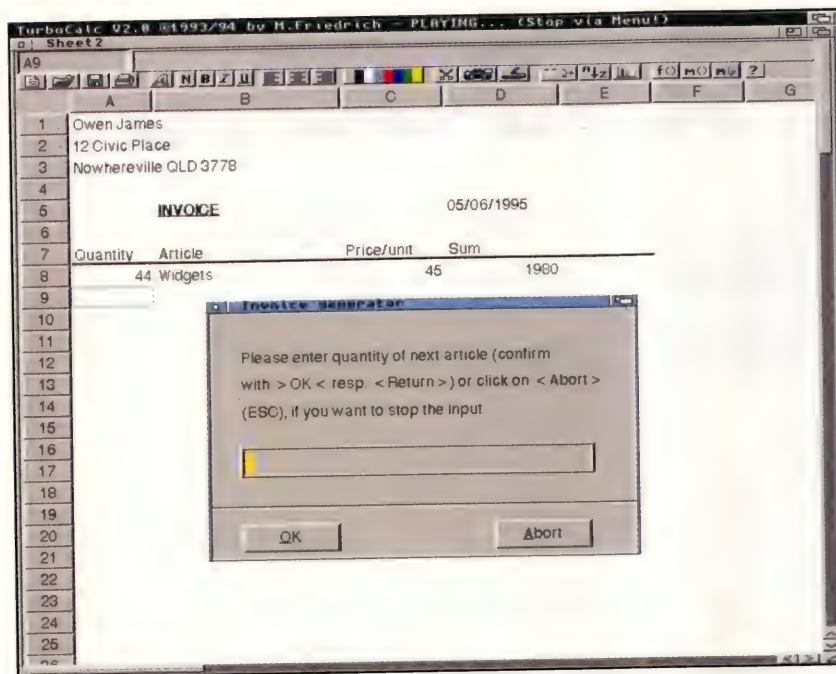 TurboCalc V2.0 ©1993/94 by M.Friedrich - PLAYING... (Stop via Menu!)
Sheet2
A9
N B Z U f() m() ?
A B C D E F G
1 Owen James
2 12 Civic Place
3 Nowhereville QLD 3778
4
5 INVOICE 05/06/1995
6
7 Quantity Article Price/unit Sum
8 44 Widgets 45 1980
9
10
11
12
13
14
15
16
17
18
19
20
21
22
23
24
25
26
Invoice generator
Please enter quantity of next article (confirm
with > OK < resp. < Return >) or click on < Abort >
(ESC), if you want to stop the input
OK Abort